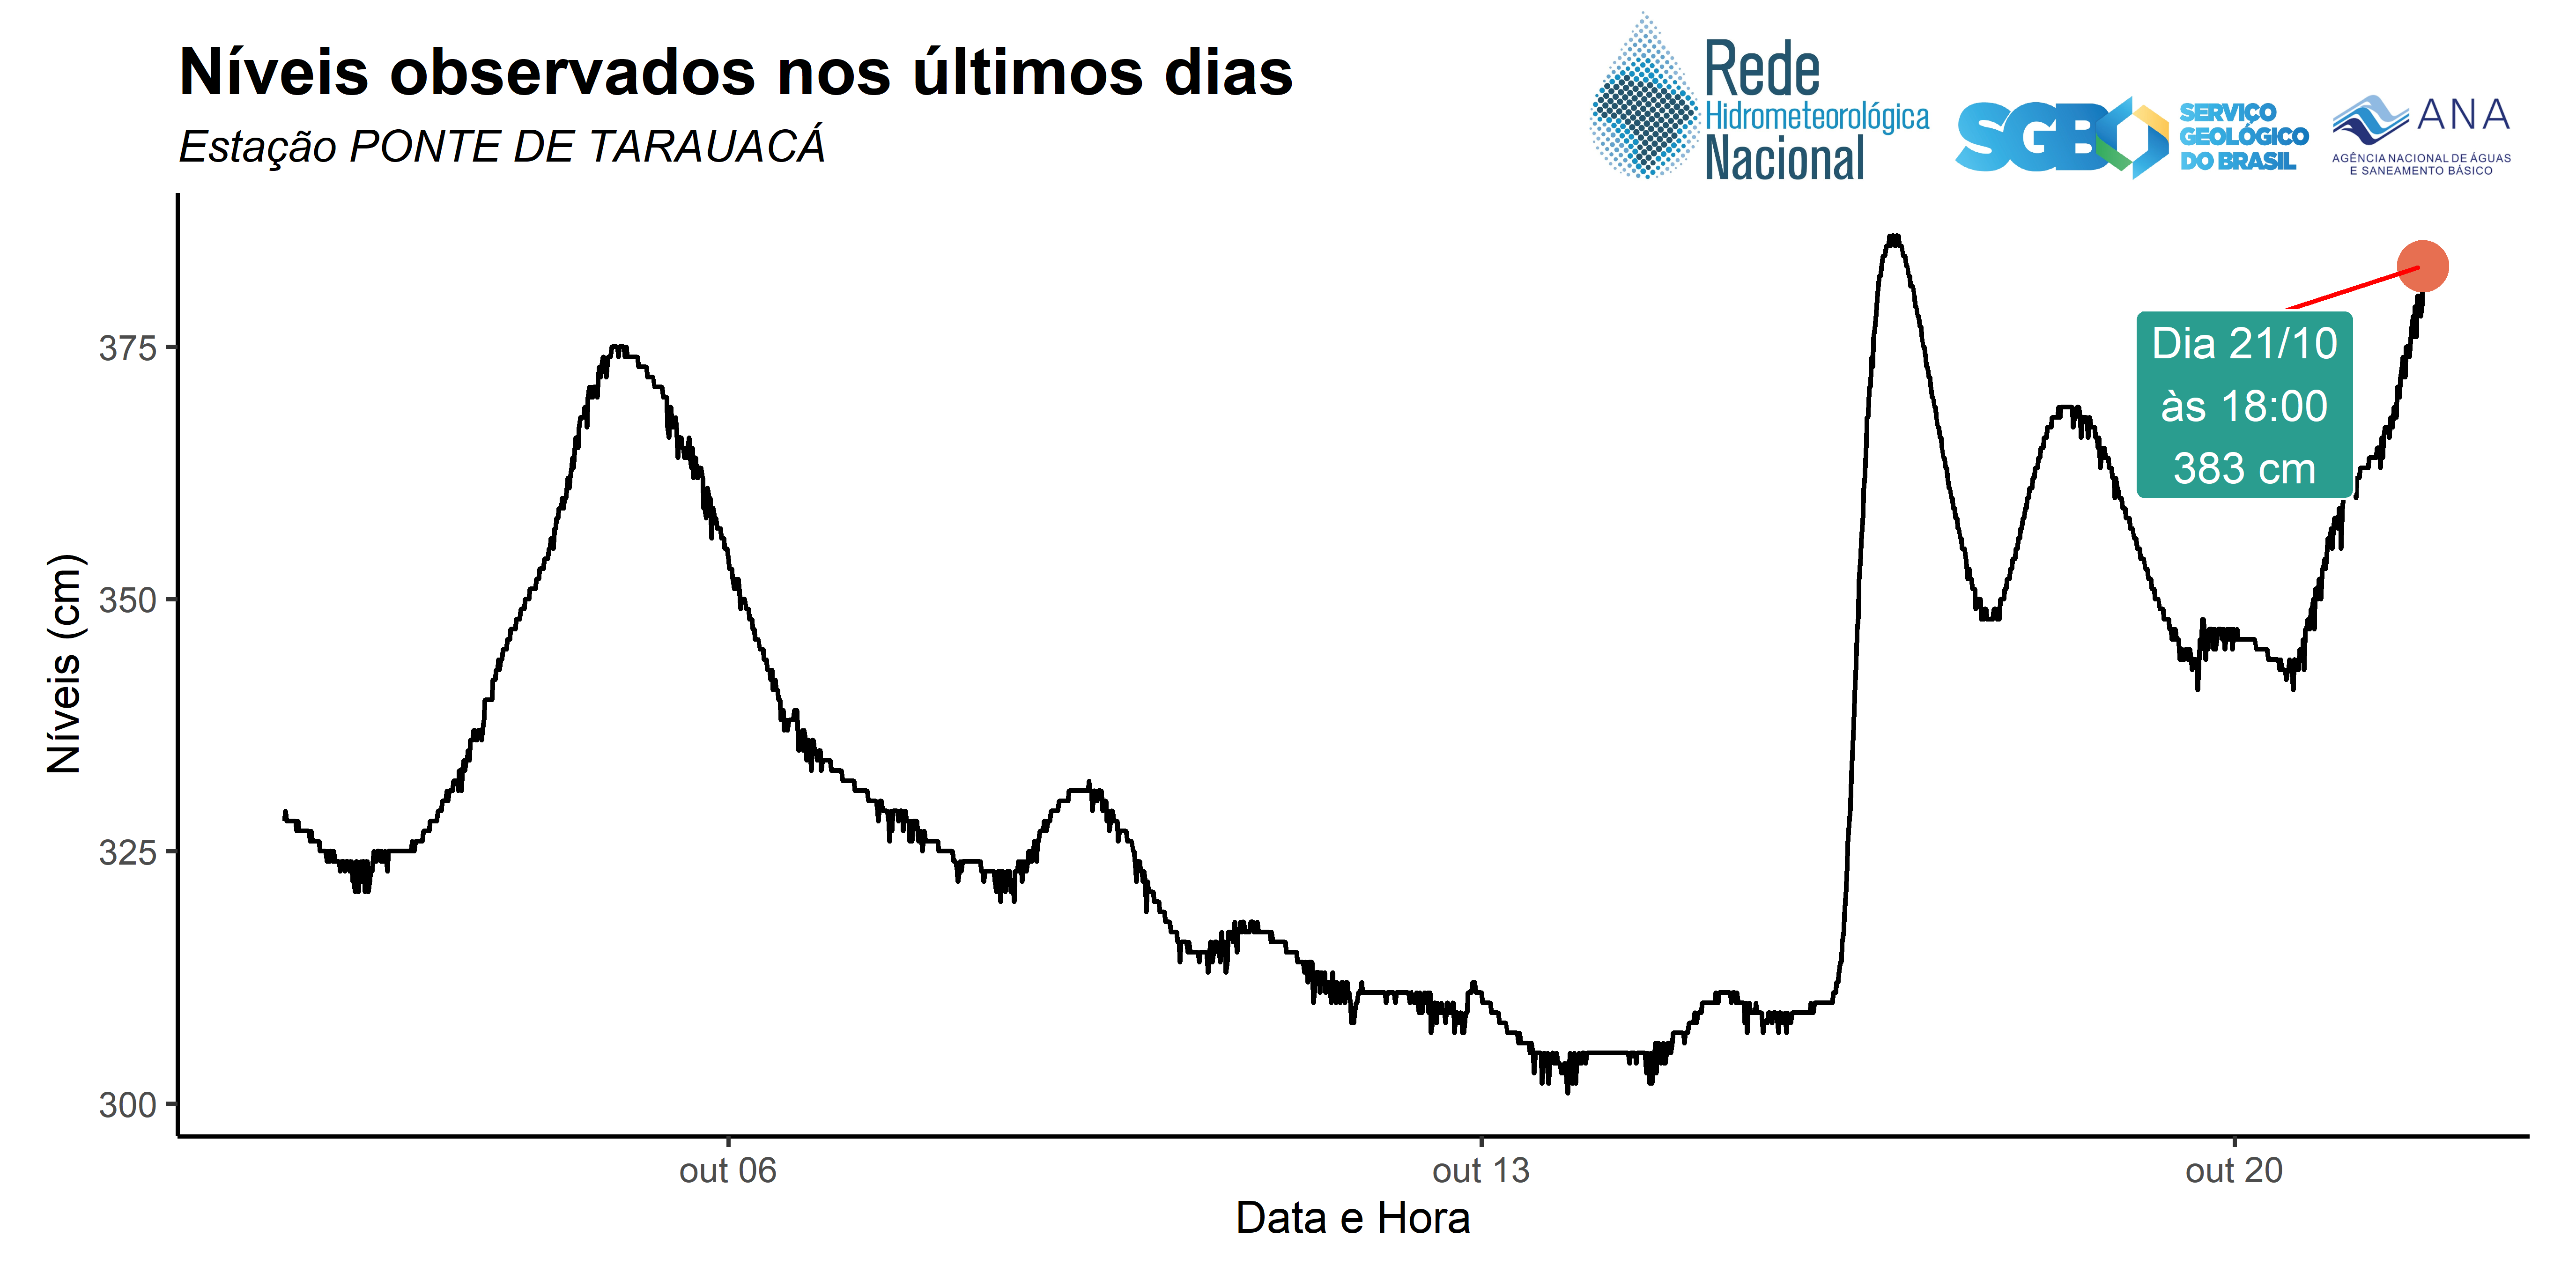 Níveis observados nos últimos dias
Estação PONTE DE TARAUACÁ
Rede
Hidrometeorológica
Nacional
SGB
SERVIÇO
GEOLÓGICO
DO BRASIL
ANA
AGÊNCIA NACIONAL DE ÁGUAS
E SANEAMENTO BÁSICO
Níveis (cm)
375
350
325
300
Dia 21/10
às 18:00
383 cm
out 06
out 13
out 20
Data e Hora